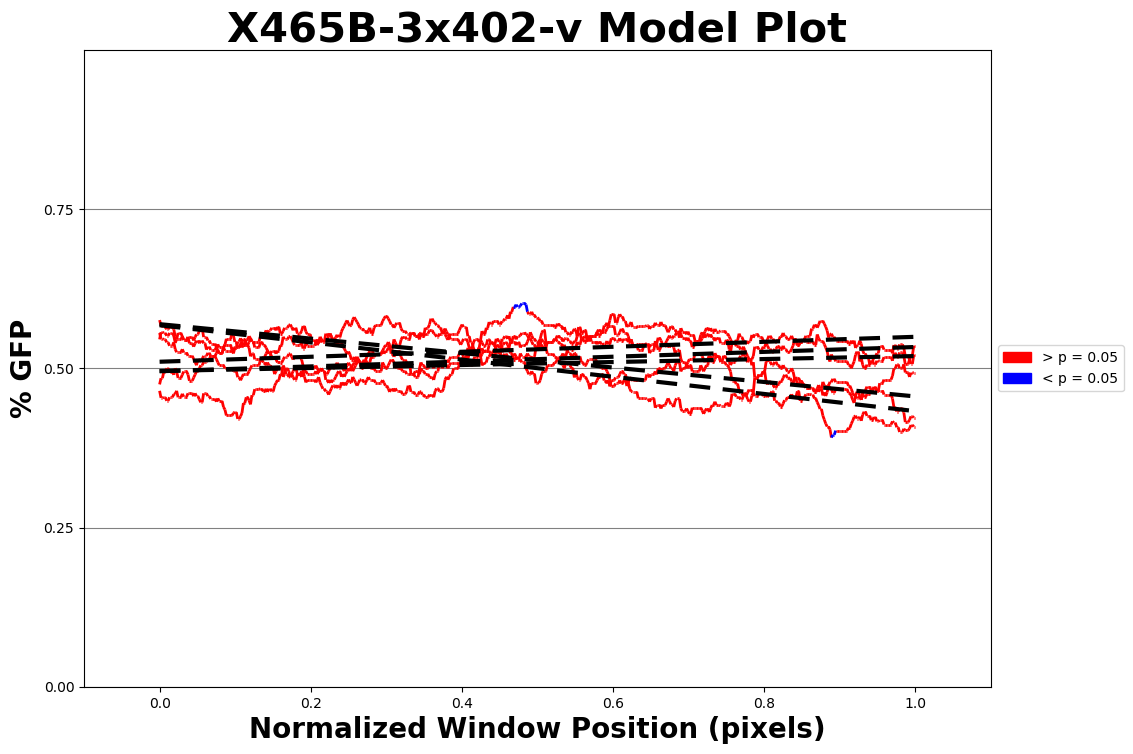 X465B-3x402-v Model Plot
% GFP
0.75
0.50
0.25
0.00
0.0 0.2 0.4 0.6 0.8 1.0
Normalized Window Position (pixels)
> p = 0.05
< p = 0.05